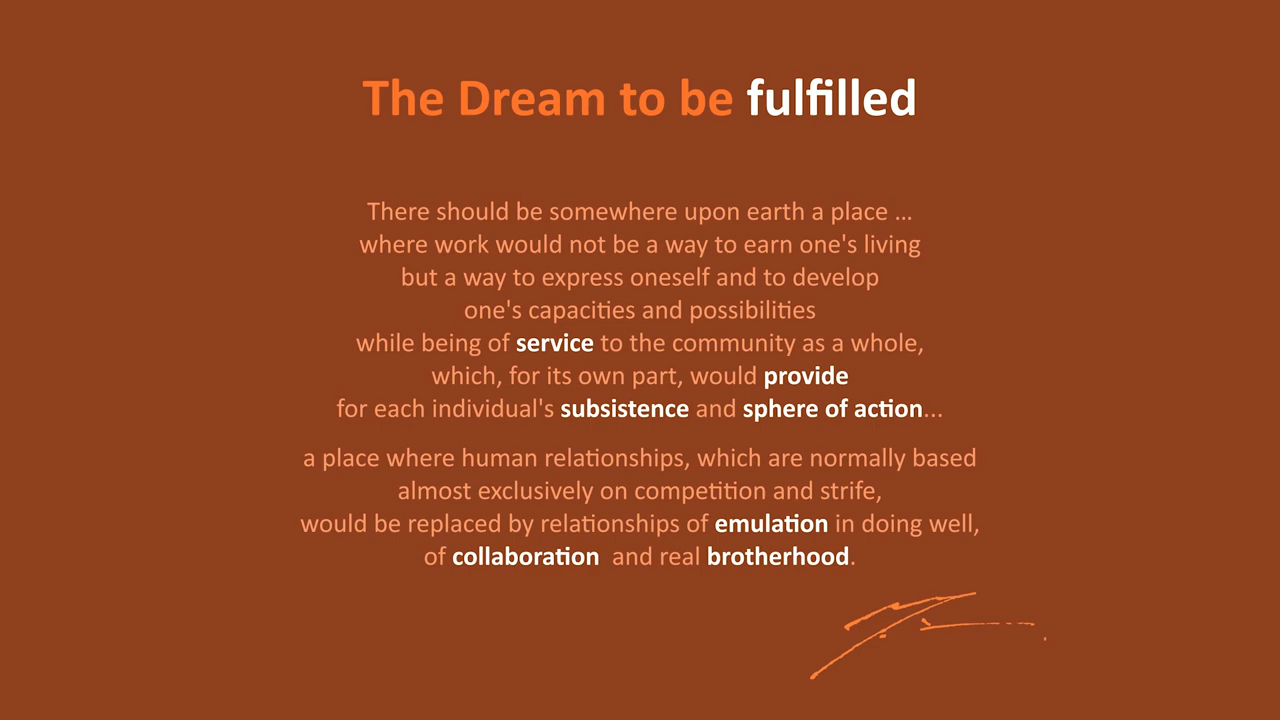 The Dream to be fulfilled
There should be somewhere upon earth a place ...
where work would not be a way to earn one's living
but a way to express oneself and to develop
one's capacities and possibilities
while being of service to the community as a whole,
which, for its own part, would provide
for each individual's subsistence and sphere of action...
a place where human relationships, which are normally based
almost exclusively on competition and strife,
would be replaced by relationships of emulation in doing well,
of collaboration and real brotherhood.